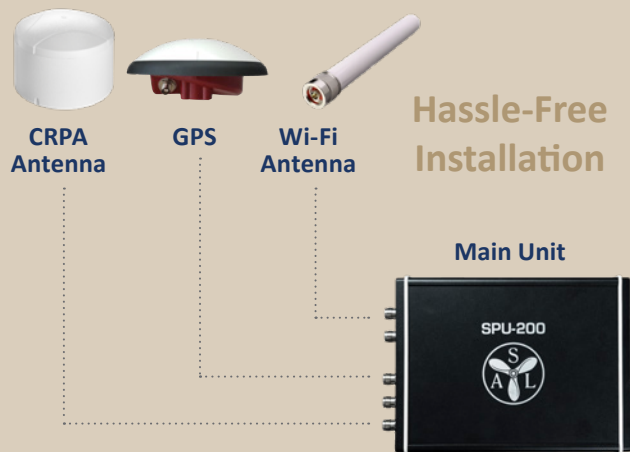 CRPA
Antenna
GPS
Wi-Fi
Antenna
Hassle-Free
Installation
Main Unit
SPU-200
S
A L